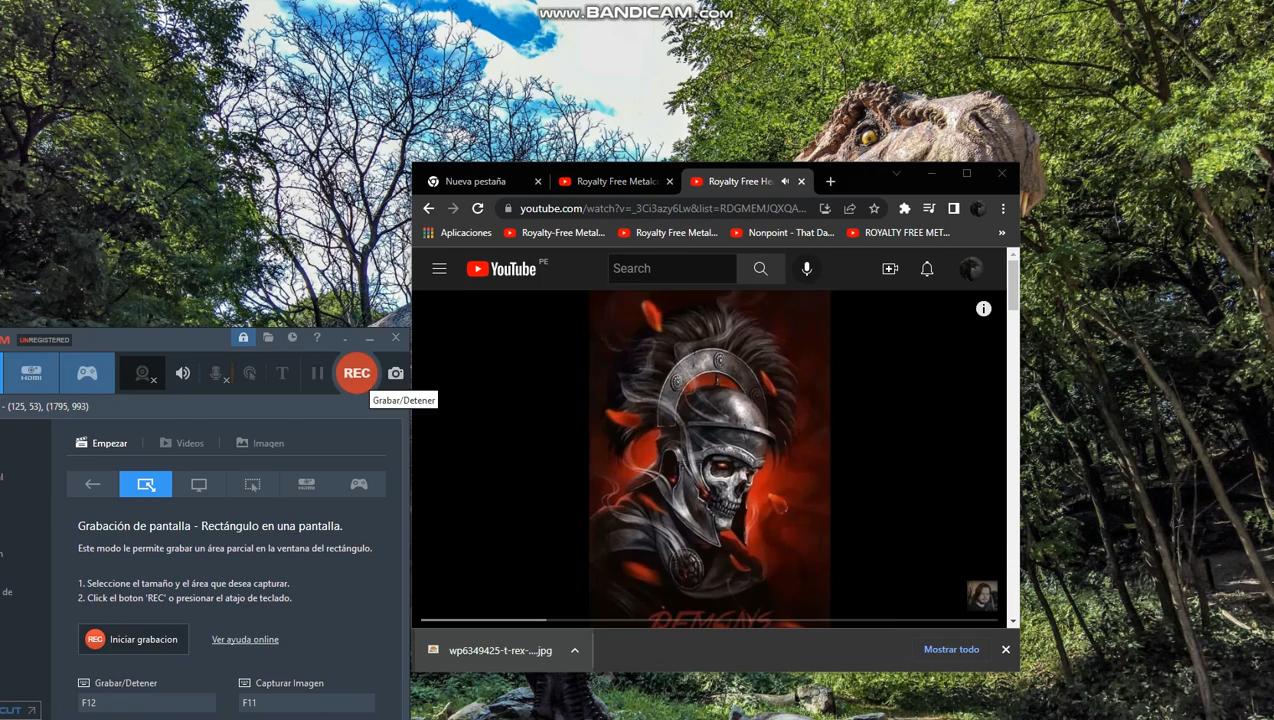 www.BANDICAM.com
Nueva pestaña
Royalty Free Metalc
Royalty Free He
youtube.com/watch?v=_3Ci3azy6Lw&list=RDGMEMJQXQA...
Aplicaciones
Royalty-Free Metal...
Royalty Free Metal...
Nonpoint - That Da...
ROYALTY FREE MET...
»
YouTube PE
Search
M UNREGISTERED
HDMI
T
REC
Grabar/Detener
- (125, 53), (1795, 993)
Empezar
Videos
Imagen
HDMI
Grabación de pantalla - Rectángulo en una pantalla.
Este modo le permite grabar un área parcial en la ventana del rectángulo.
1. Seleccione el tamaño y el área que desea capturar.
2. Click el boton 'REC' o presionar el atajo de teclado.
de
REC Iniciar grabacion
Ver ayuda online
Grabar/Detener
Capturar Imagen
F12
F11
CUT
wp6349425-t-rex-....jpg
Mostrar todo